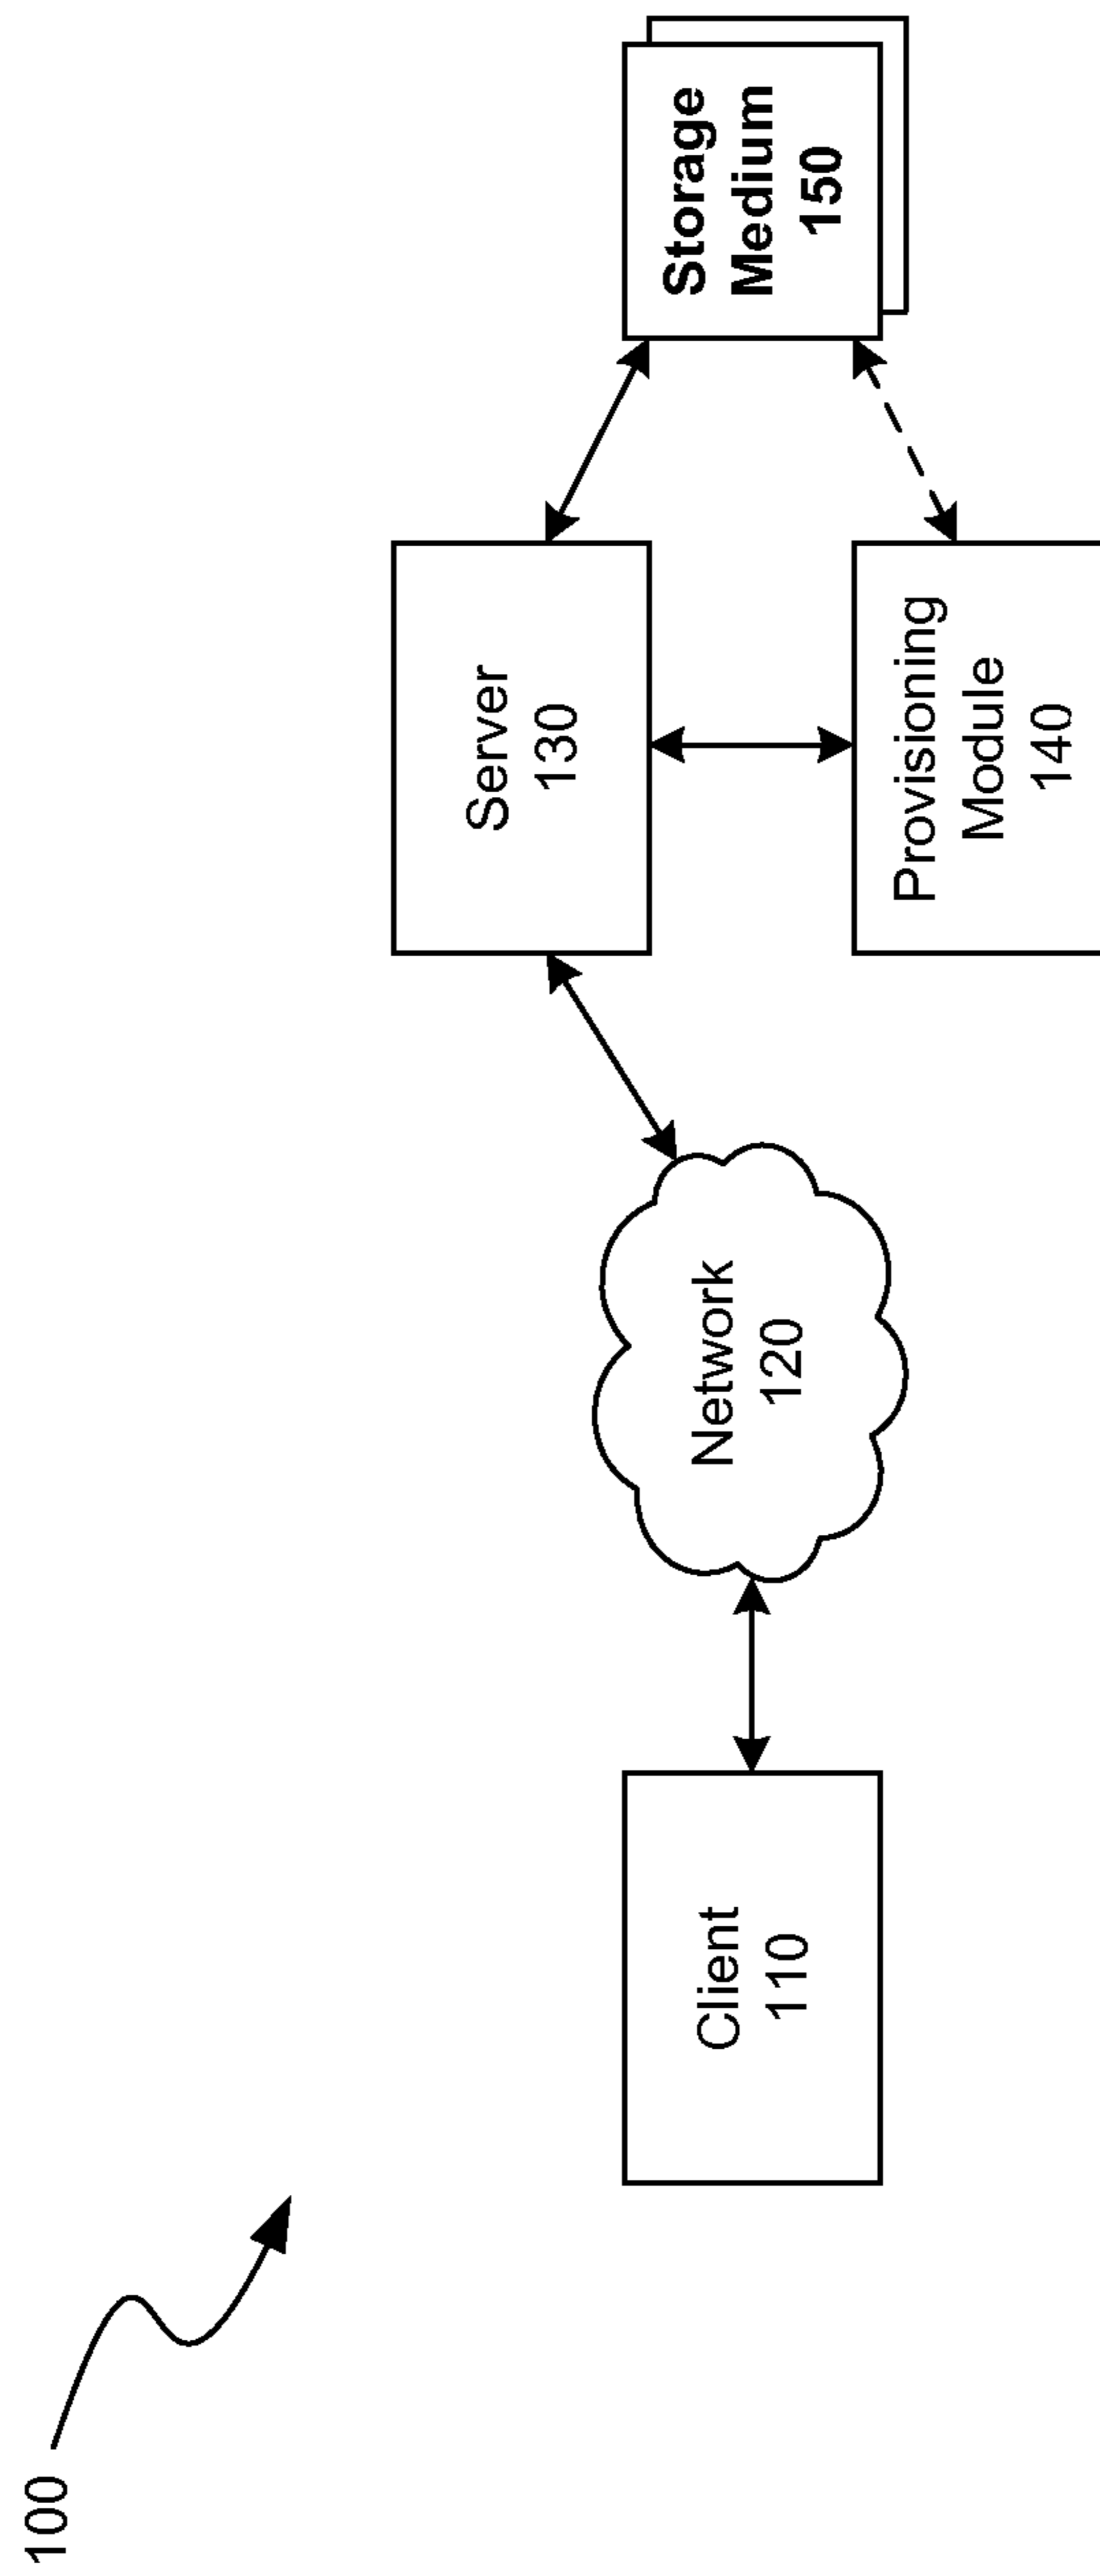 100
Client
110
Network
120
Server
130
Provisioning
Module
140
Storage
Medium
150